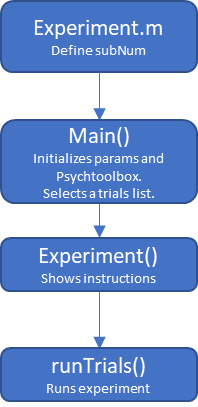 Experiment.m
Define subNum
Main()
Initializes params and
Psychtoolbox.
Selects a trials list.
Experiment()
Shows instructions
runTrials()
Runs experiment